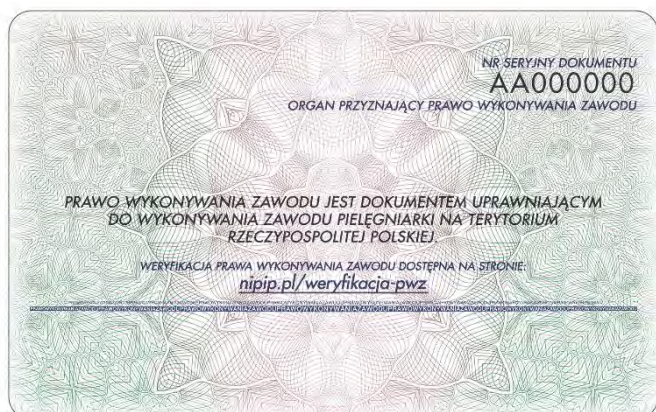 NR SERYJNY DOKUMENTU
AA000000
ORGAN PRZYZNAJĄCY PRAWO WYKONYWANIA ZAWODU
PRAWO WYKONYWANIA ZAWODU JEST DOKUMENTEM UPRAWNIAJĄCYM
DO WYKONYWANIA ZAWODU PIELĘGNIARKI NA TERYTORIUM
RZECZYPOSPOLITEJ POLSKIEJ.
WERYFIKACJA PRAWA WYKONYWANIA ZAWODU DOSTĘPNA NA STRONIE:
nipip.pl/weryfikacja-pwz